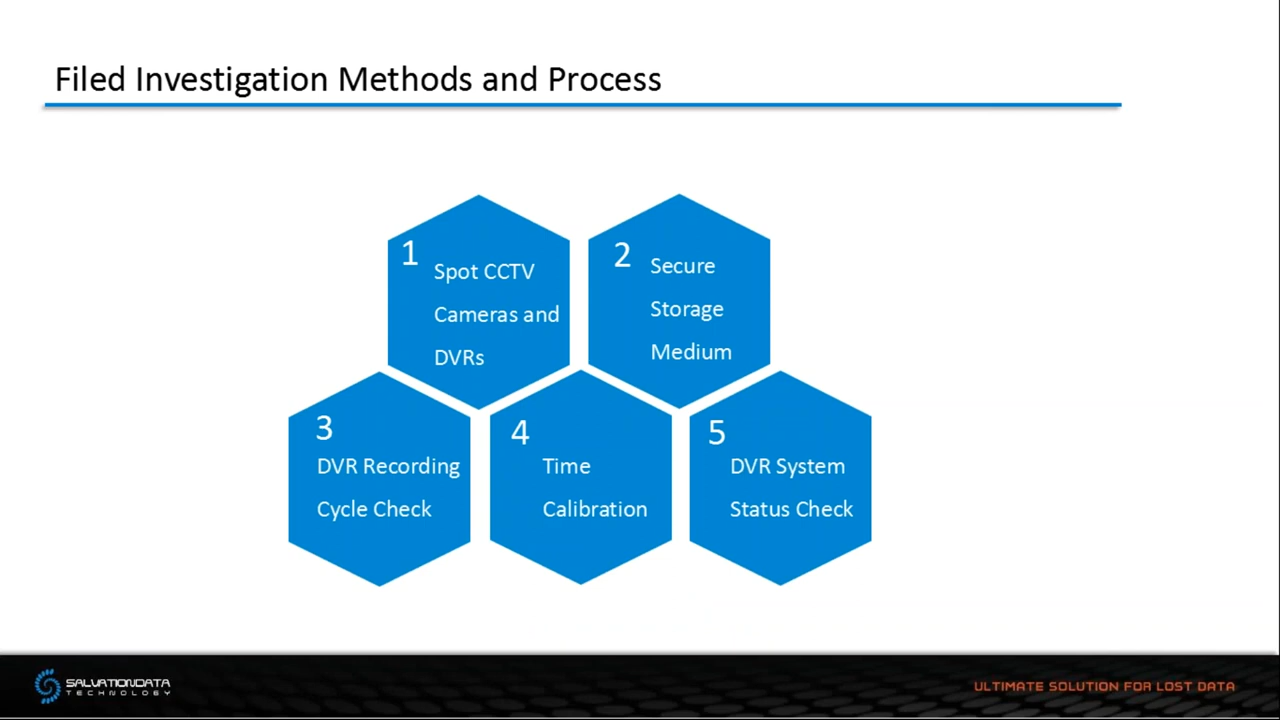 Filed Investigation Methods and Process
1
Spot CCTV
Cameras and
DVRs
2
Secure
Storage
Medium
3
DVR Recording
Cycle Check
4
Time
Calibration
5
DVR System
Status Check
SALVATIONDATA
TECHNOLOGY
ULTIMATE SOLUTION FOR LOST DATA